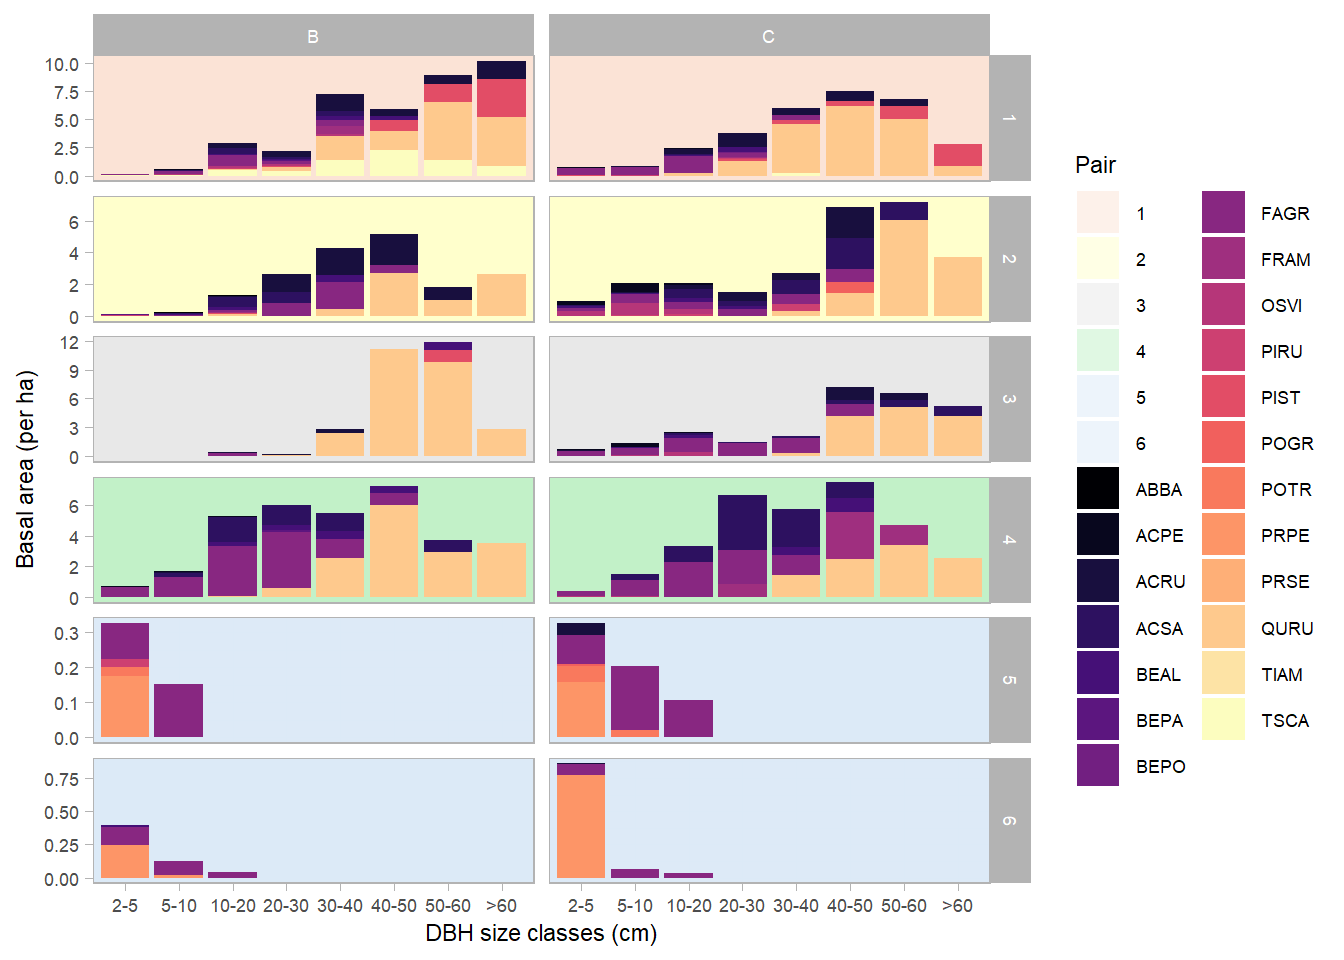 B
C
10.0
7.5
5.0
2.5
0.0
1
6
4
2
0
2
12
9
6
3
0
3
6
4
2
0
4
0.3
0.2
0.1
0.0
5
0.75
0.50
0.25
0.00
6
2-5 5-10 10-20 20-30 30-40 40-50 50-60 >60
2-5 5-10 10-20 20-30 30-40 40-50 50-60 >60
DBH size classes (cm)
Basal area (per ha)
Pair
1
2
3
4
5
6
ABBA
ACPE
ACRU
ACSA
BEAL
BEPA
BEPO
FAGR
FRAM
OSVI
PIRU
PIST
POGR
POTR
PRPE
PRSE
QURU
TIAM
TSCA